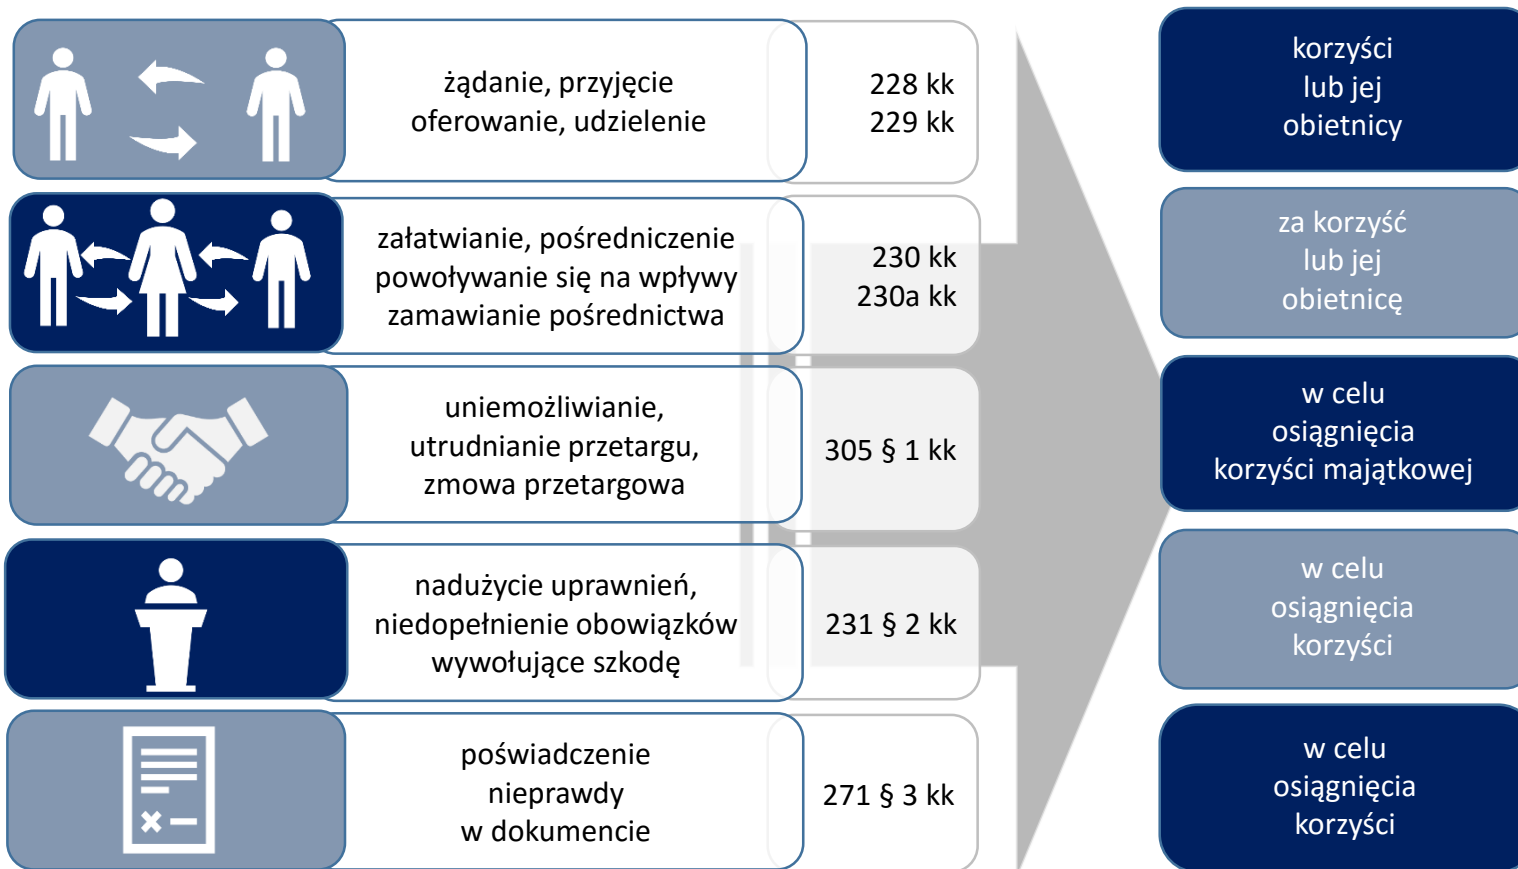 żądanie, przyjęcie
oferowanie, udzielenie
228 kk
229 kk
korzyści
lub jej
obietnicy
załatwianie, pośredniczenie
powoływanie się na wpływy
zamawianie pośrednictwa
230 kk
230a kk
za korzyść
lub jej
obietnicę
uniemożliwianie,
utrudnianie przetargu,
zmowa przetargowa
305 § 1 kk
w celu
osiągnięcia
korzyści majątkowej
nadużycie uprawnień,
niedopełnienie obowiązków
wywołujące szkodę
231 § 2 kk
w celu
osiągnięcia
korzyści
poświadczenie
nieprawdy
w dokumencie
271 § 3 kk
w celu
osiągnięcia
korzyści